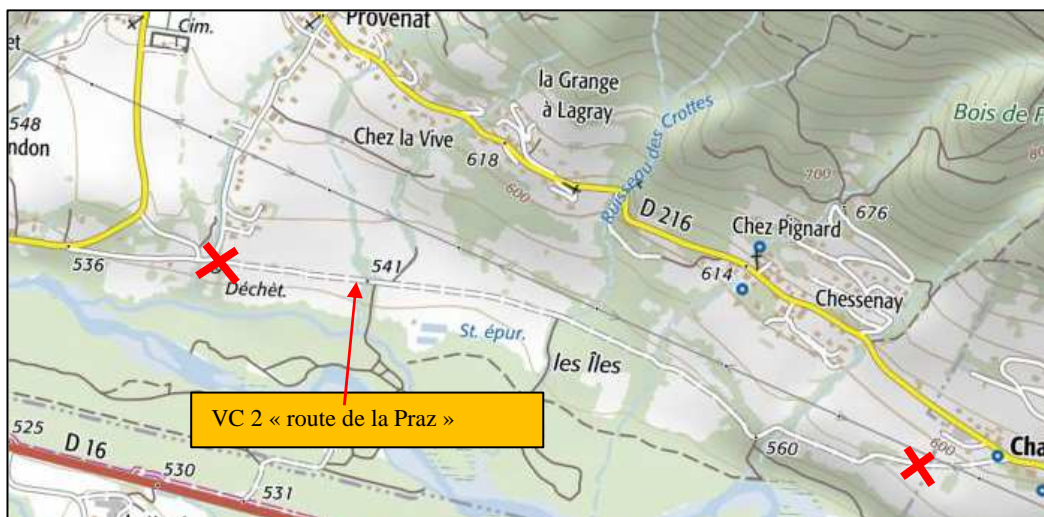 Provenat
Cim.
et
la Grange
à Lagray
548
ndon
Chez la Vive
618
600
Ruisseau des Crottes
Bois de F
700
80
676
D 216
Chez Pignard
536
541
614
Déchèt.
Chessenay
St. épur.
les Îles
VC 2 « route de la Praz »
525
D 16
530
531
560
600
Cha